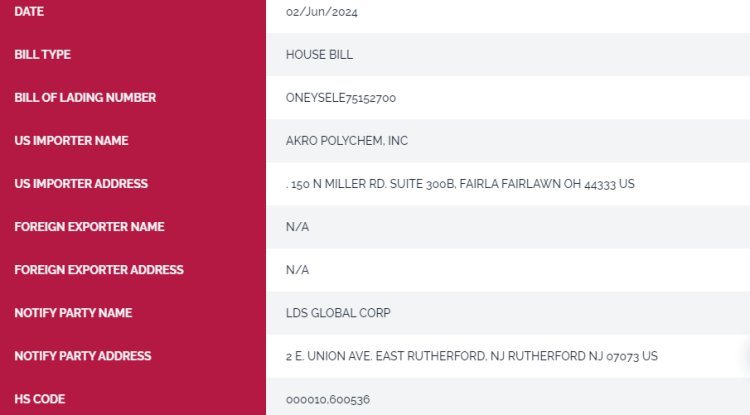 DATE 02/Jun/2024
BILL TYPE HOUSE BILL
BILL OF LADING NUMBER ONEYSELE75152700
US IMPORTER NAME AKRO POLYCHEM, INC
US IMPORTER ADDRESS . 150 N MILLER RD. SUITE 300B, FAIRLA FAIRLAWN OH 44333 US
FOREIGN EXPORTER NAME N/A
FOREIGN EXPORTER ADDRESS N/A
NOTIFY PARTY NAME LDS GLOBAL CORP
NOTIFY PARTY ADDRESS 2 E. UNION AVE. EAST RUTHERFORD, NJ RUTHERFORD NJ 07073 US
HS CODE 000010.600536